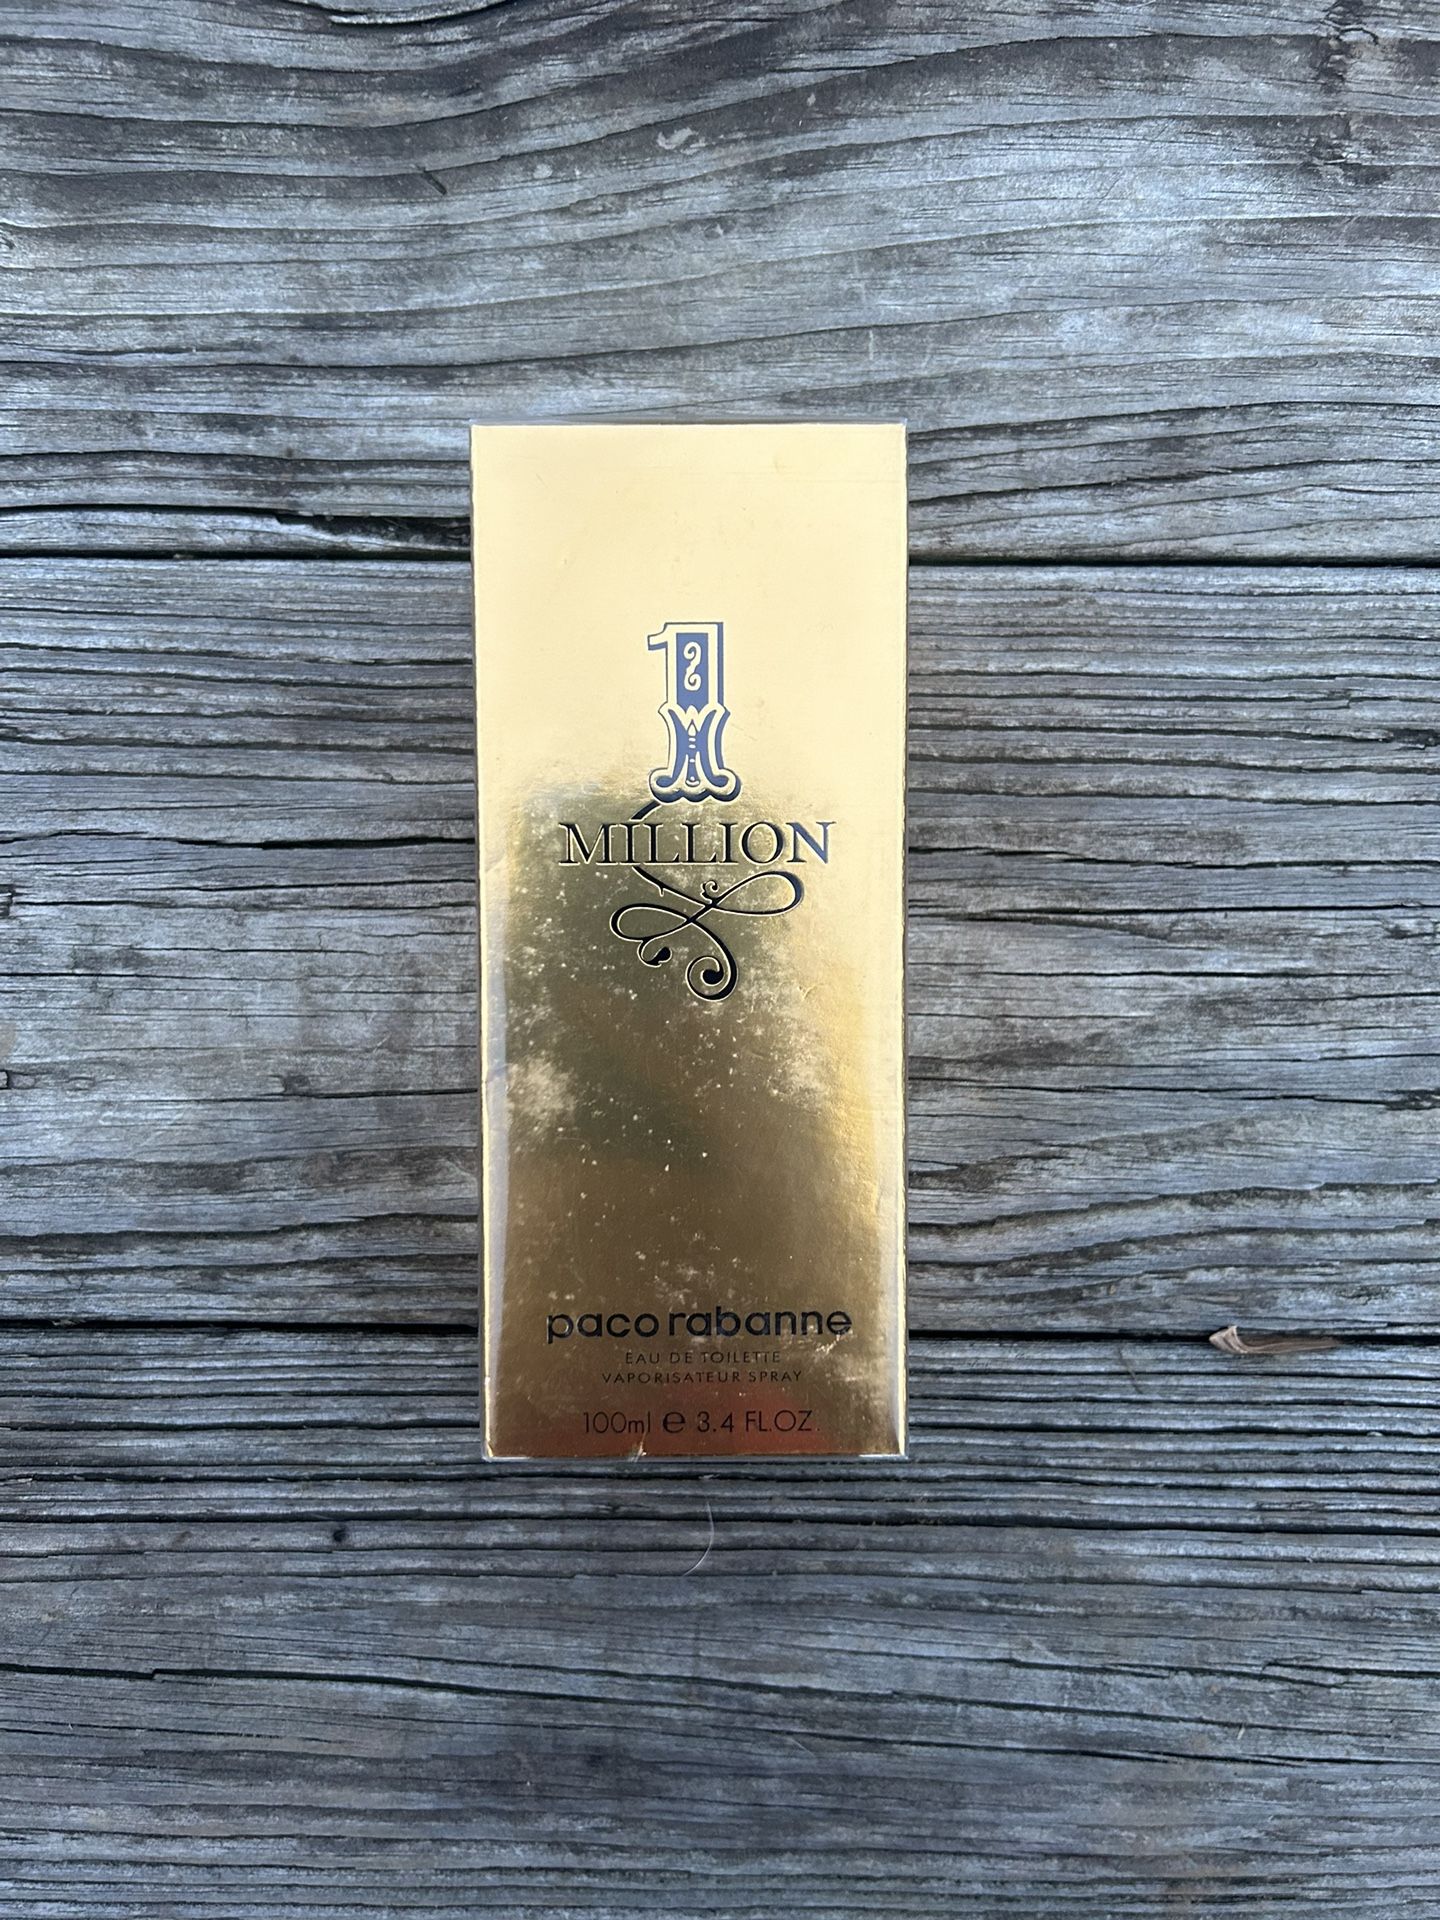 1
MILLION
paco rabanne
EAU DE TOILETTE
VAPORISATEUR SPRAY
100ml ℮ 3.4 FL.OZ.